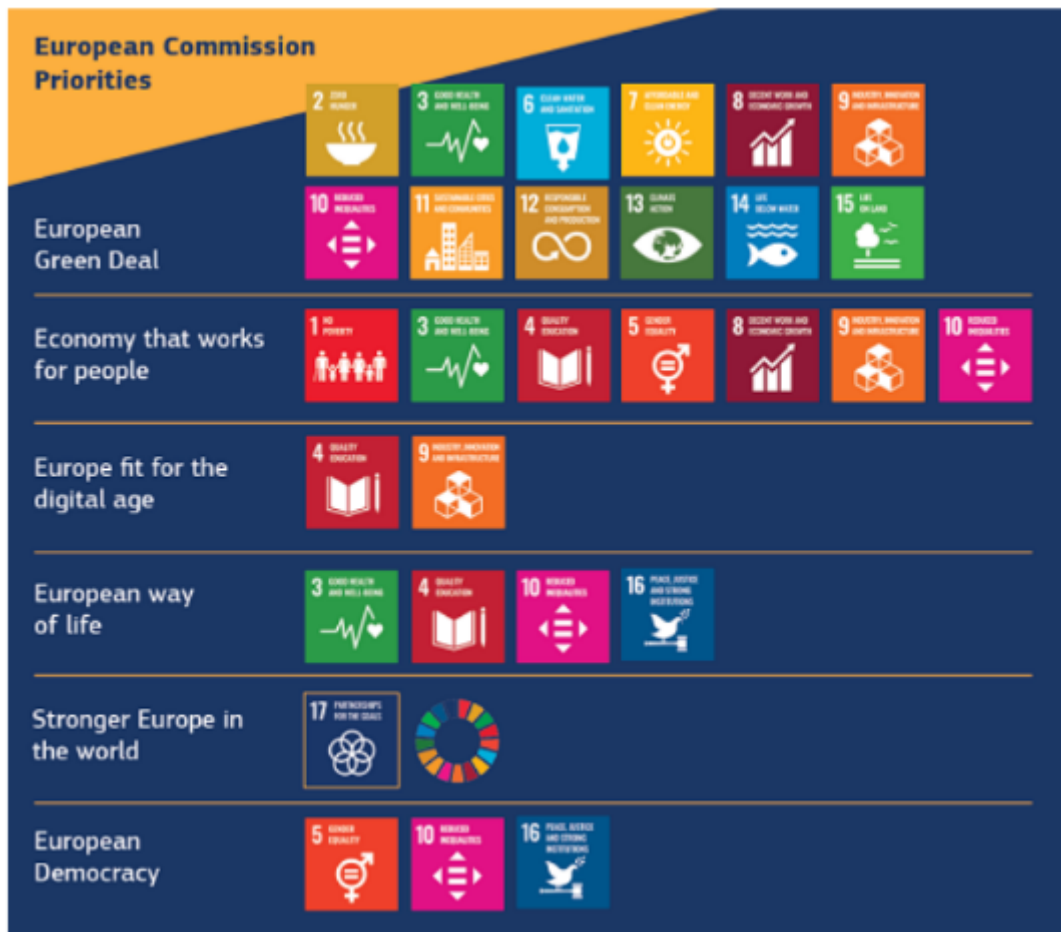 European Commission
Priorities
2 ZERO
HUNGER
3 GOOD HEALTH
AND WELL-BEING
6 CLEAN WATER
AND SANITATION
7 AFFORDABLE AND
CLEAN ENERGY
8 DECENT WORK AND
ECONOMIC GROWTH
9 INDUSTRY, INNOVATION
AND INFRASTRUCTURE
European
Green Deal
10 REDUCED
INEQUALITIES
11 SUSTAINABLE CITIES
AND COMMUNITIES
12 RESPONSIBLE
CONSUMPTION
AND PRODUCTION
13 CLIMATE
ACTION
14 LIFE
BELOW WATER
15 LIFE
ON LAND
Economy that works
for people
1 NO
POVERTY
3 GOOD HEALTH
AND WELL-BEING
4 QUALITY
EDUCATION
5 GENDER
EQUALITY
8 DECENT WORK AND
ECONOMIC GROWTH
9 INDUSTRY, INNOVATION
AND INFRASTRUCTURE
10 REDUCED
INEQUALITIES
Europe fit for the
digital age
4 QUALITY
EDUCATION
9 INDUSTRY, INNOVATION
AND INFRASTRUCTURE
European way
of life
3 GOOD HEALTH
AND WELL-BEING
4 QUALITY
EDUCATION
10 REDUCED
INEQUALITIES
16 PEACE, JUSTICE
AND STRONG
INSTITUTIONS
Stronger Europe in
the world
17 PARTNERSHIPS
FOR THE GOALS
European
Democracy
5 GENDER
EQUALITY
10 REDUCED
INEQUALITIES
16 PEACE, JUSTICE
AND STRONG
INSTITUTIONS